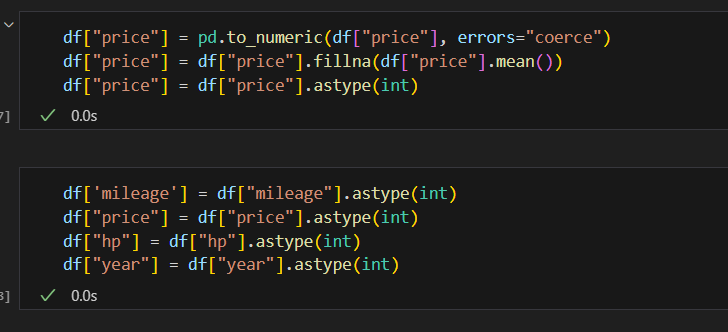 df["price"] = pd.to_numeric(df["price"], errors="coerce")
df["price"] = df["price"].fillna(df["price"].mean())
df["price"] = df["price"].astype(int)
7]
0.0s
df['mileage'] = df["mileage"].astype(int)
df["price"] = df["price"].astype(int)
df["hp"] = df["hp"].astype(int)
df["year"] = df["year"].astype(int)
3]
0.0s